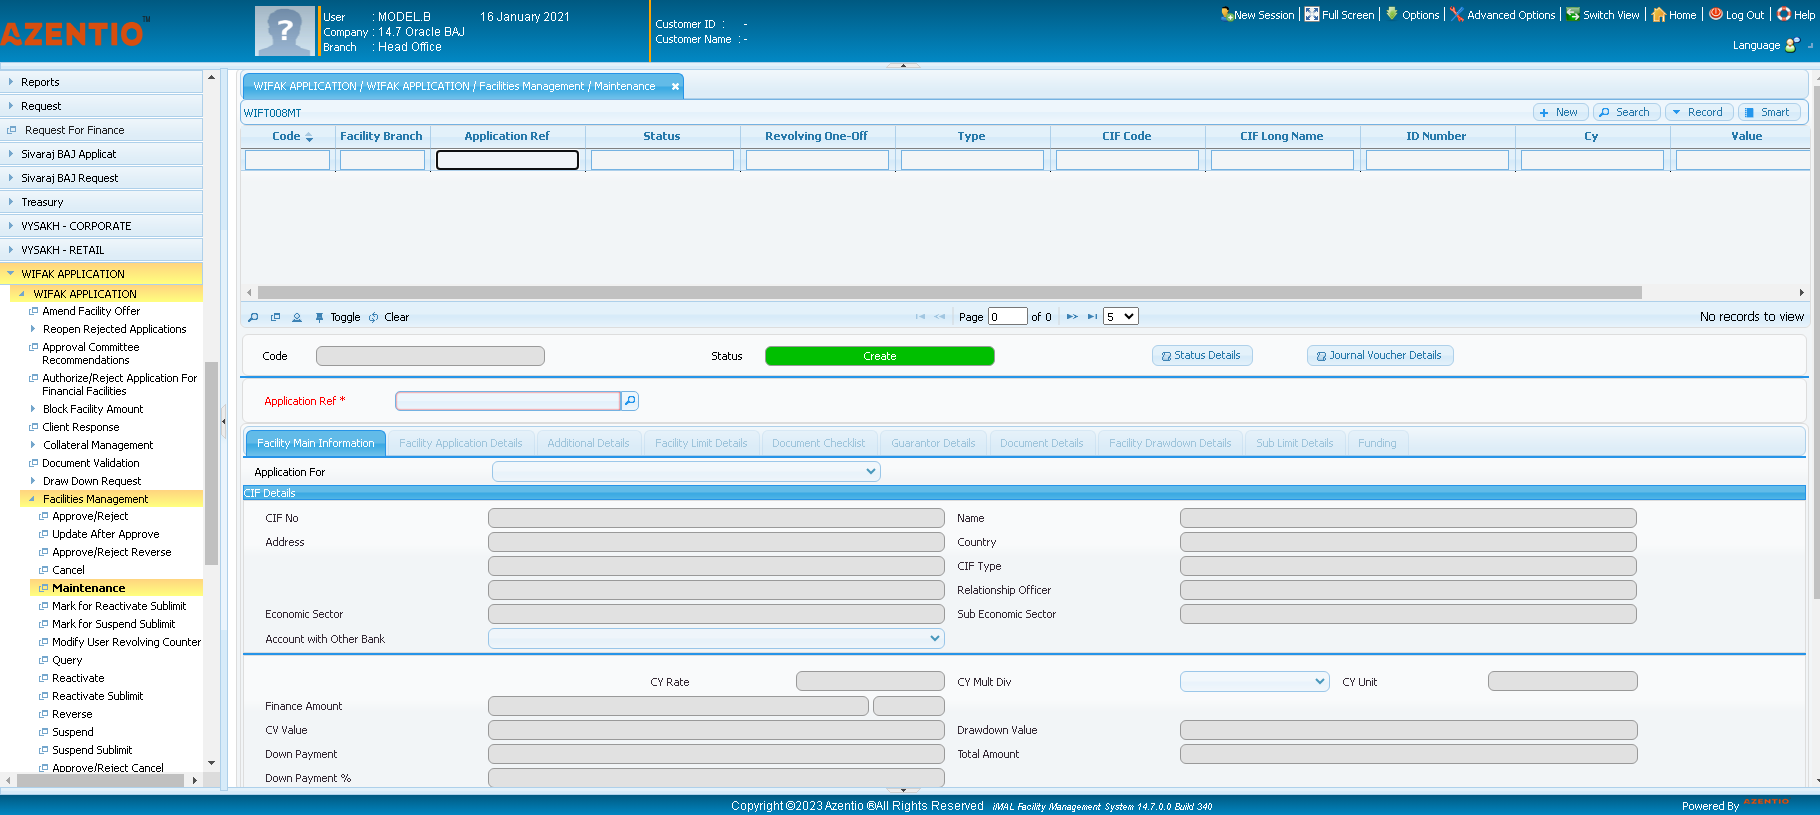 AZENTIO™
User : MODEL.B 16 January 2021
Company : 14.7 Oracle BAJ
Branch : Head Office
Customer ID : -
Customer Name : -
New Session | Full Screen | Options | Advanced Options | Switch View | Home | Log Out | Help
Language
Reports
Request
Request For Finance
Sivaraj BAJ Applicat
Sivaraj BAJ Request
Treasury
VYSAKH - CORPORATE
VYSAKH - RETAIL
WIFAK APPLICATION
WIFAK APPLICATION
Amend Facility Offer
Reopen Rejected Applications
Approval Committee
Recommendations
Authorize/Reject Application For
Financial Facilities
Block Facility Amount
Client Response
Collateral Management
Document Validation
Draw Down Request
Facilities Management
Approve/Reject
Update After Approve
Approve/Reject Reverse
Cancel
Maintenance
Mark for Reactivate Sublimit
Mark for Suspend Sublimit
Modify User Revolving Counter
Query
Reactivate
Reactivate Sublimit
Reverse
Suspend
Suspend Sublimit
Approve/Reject Cancel
WIFAK APPLICATION / WIFAK APPLICATION / Facilities Management / Maintenance
WIFT008MT
New Search Record Smart
Code Facility Branch Application Ref Status Revolving One-Off Type CIF Code CIF Long Name ID Number Cy Value
Toggle Clear
Page 0 of 0 5
No records to view
Code Status Create Status Details Journal Voucher Details
Application Ref *
Facility Main Information Facility Application Details Additional Details Facility Limit Details Document Checklist Guarantor Details Document Details Facility Drawdown Details Sub Limit Details Funding
Application For
CIF Details
CIF No Name
Address Country
CIF Type
Relationship Officer
Economic Sector Sub Economic Sector
Account with Other Bank
CY Rate CY Mult Div CY Unit
Finance Amount
CV Value Drawdown Value
Down Payment Total Amount
Down Payment %
Copyright ©2023 Azentio ®All Rights Reserved iMAL Facility Management System 14.7.0.0 Build 340
Powered By AZENTIO